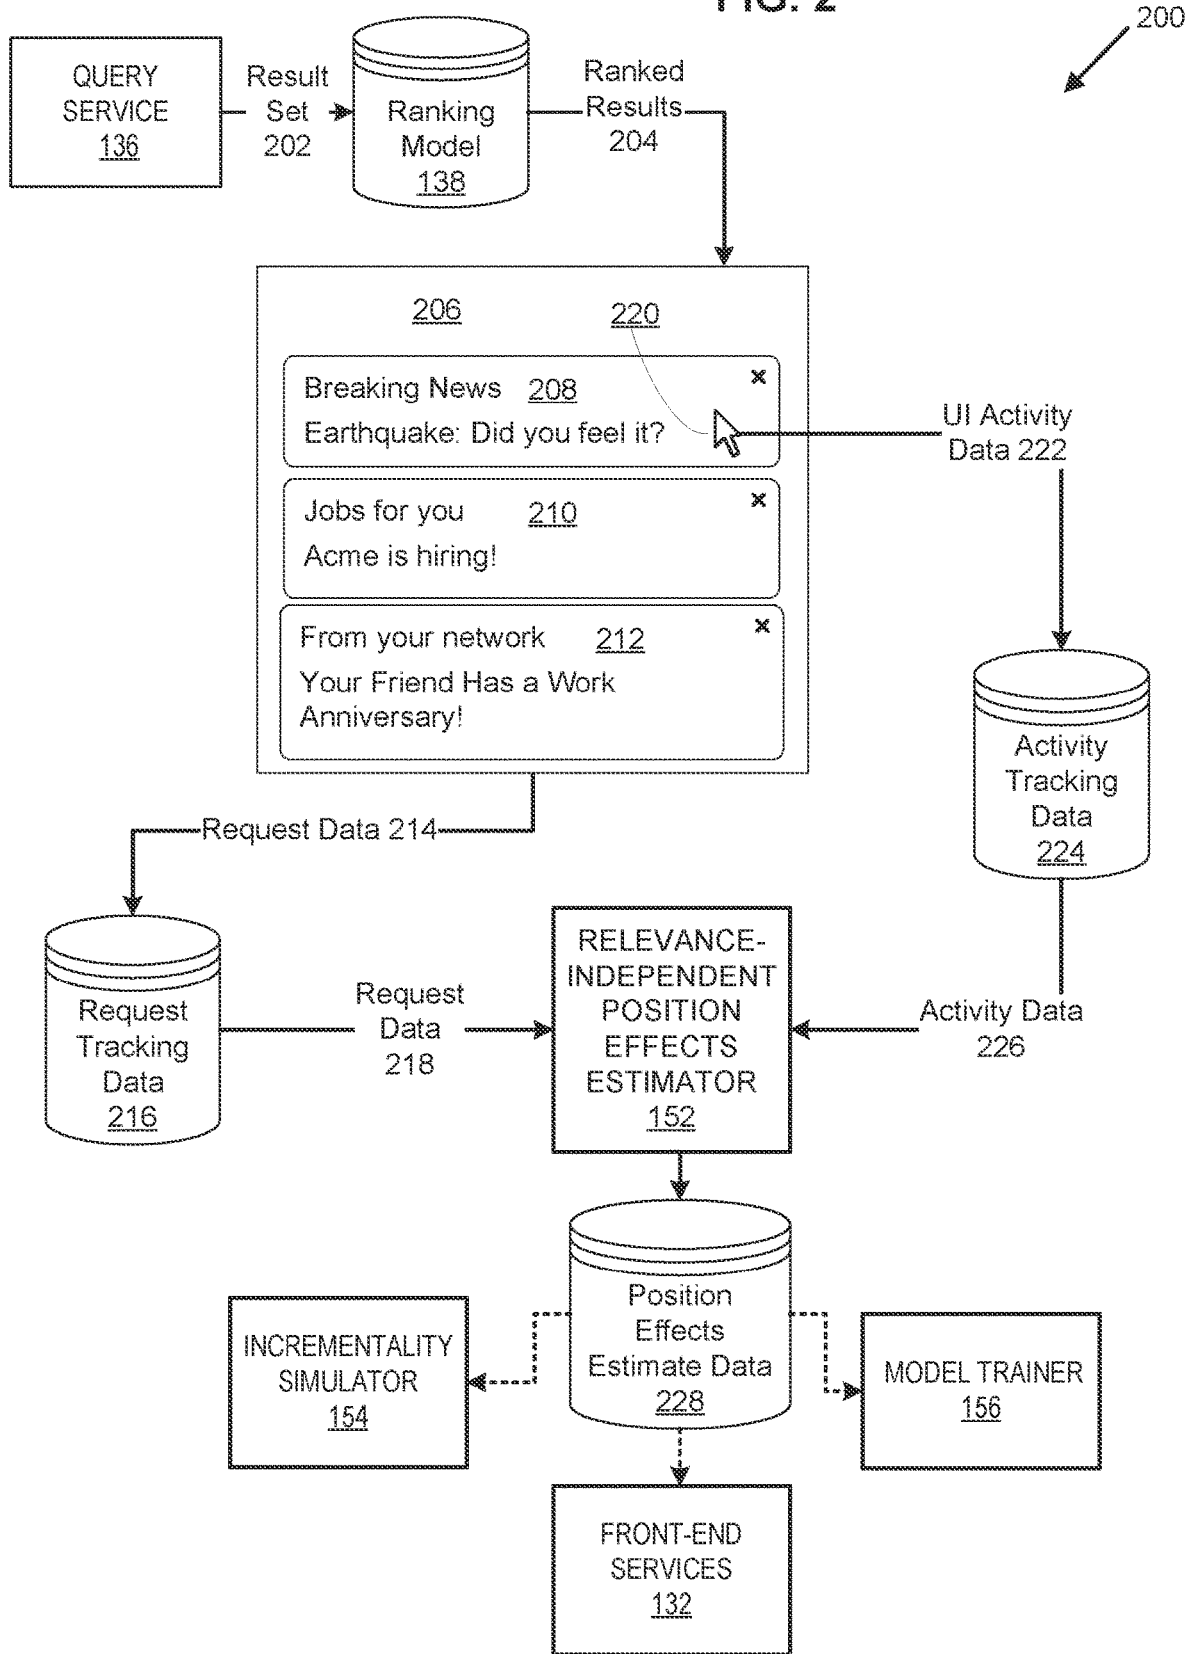 FIG. 2
200
QUERY
SERVICE
136
Result
Set
202
Ranking
Model
138
Ranked
Results
204
206
220
Breaking News 208 ×
Earthquake: Did you feel it?
Jobs for you 210 ×
Acme is hiring!
From your network 212 ×
Your Friend Has a Work
Anniversary!
UI Activity
Data 222
Activity
Tracking
Data
224
Request Data 214
Request
Tracking
Data
216
Request
Data
218
RELEVANCE-
INDEPENDENT
POSITION
EFFECTS
ESTIMATOR
152
Activity Data
226
Position
Effects
Estimate Data
228
INCREMENTALITY
SIMULATOR
154
MODEL TRAINER
156
FRONT-END
SERVICES
132